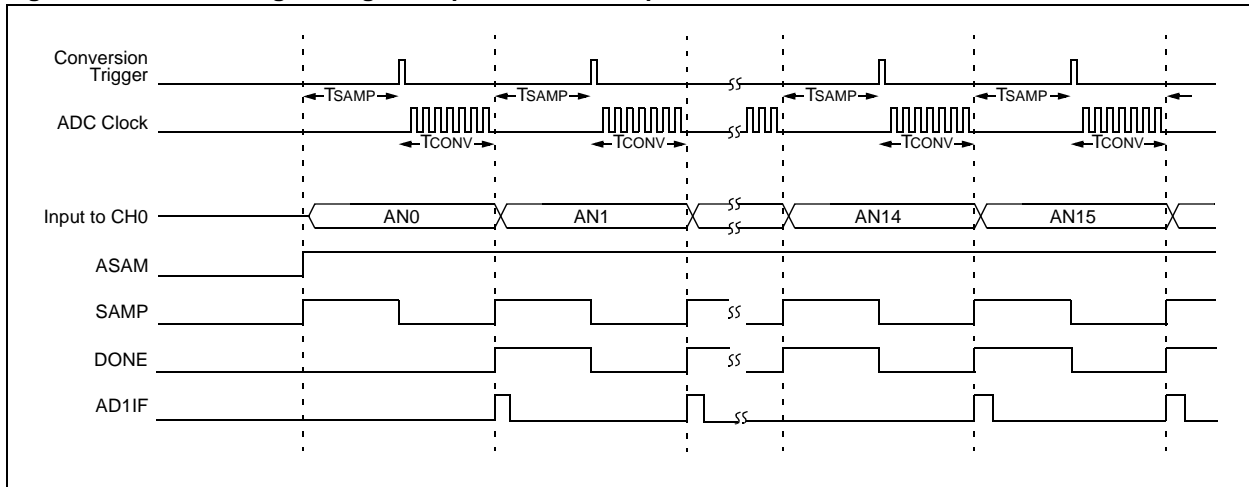 Conversion
Trigger
TSAMP TSAMP TSAMP TSAMP
ADC Clock
TCONV TCONV TCONV TCONV
Input to CH0 AN0 AN1 AN14 AN15
ASAM
SAMP
DONE
AD1IF